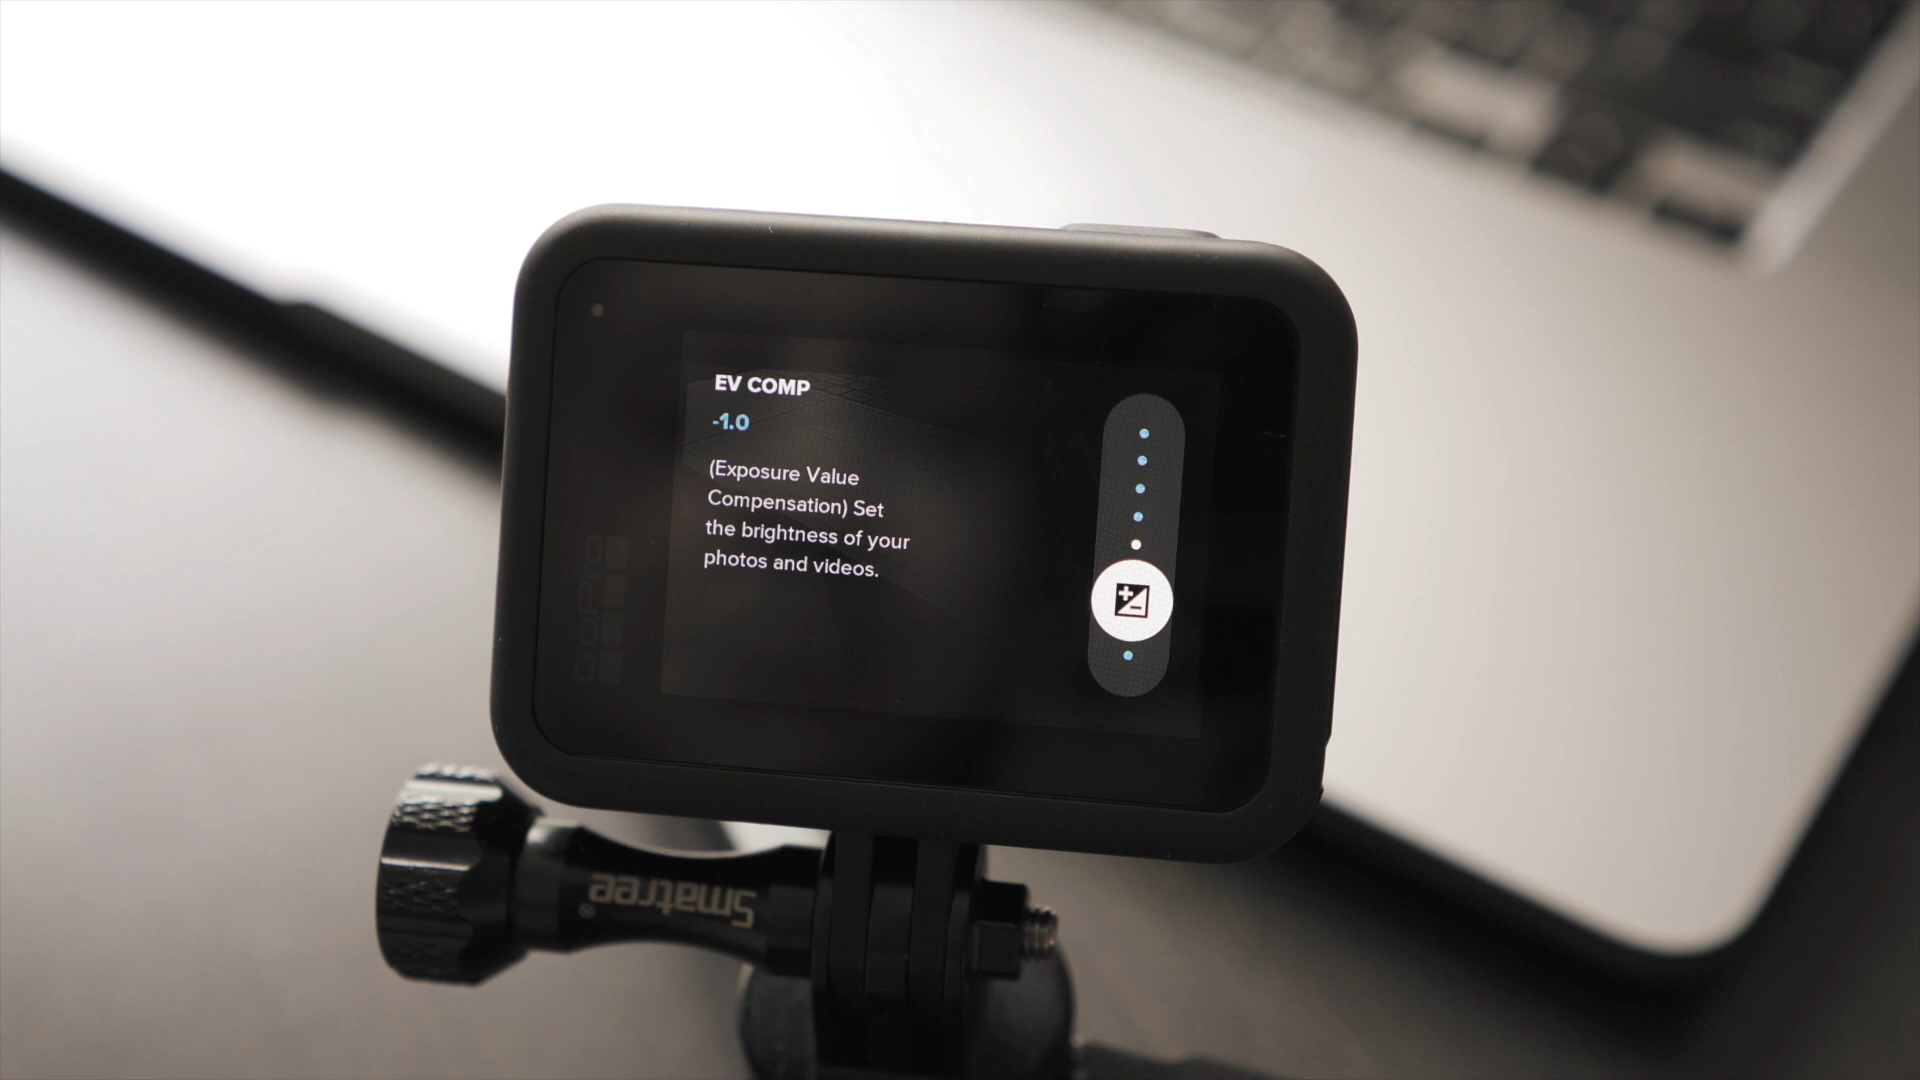 EV COMP
-1.0
(Exposure Value
Compensation) Set
the brightness of your
photos and videos.
GoPro
Smatree®